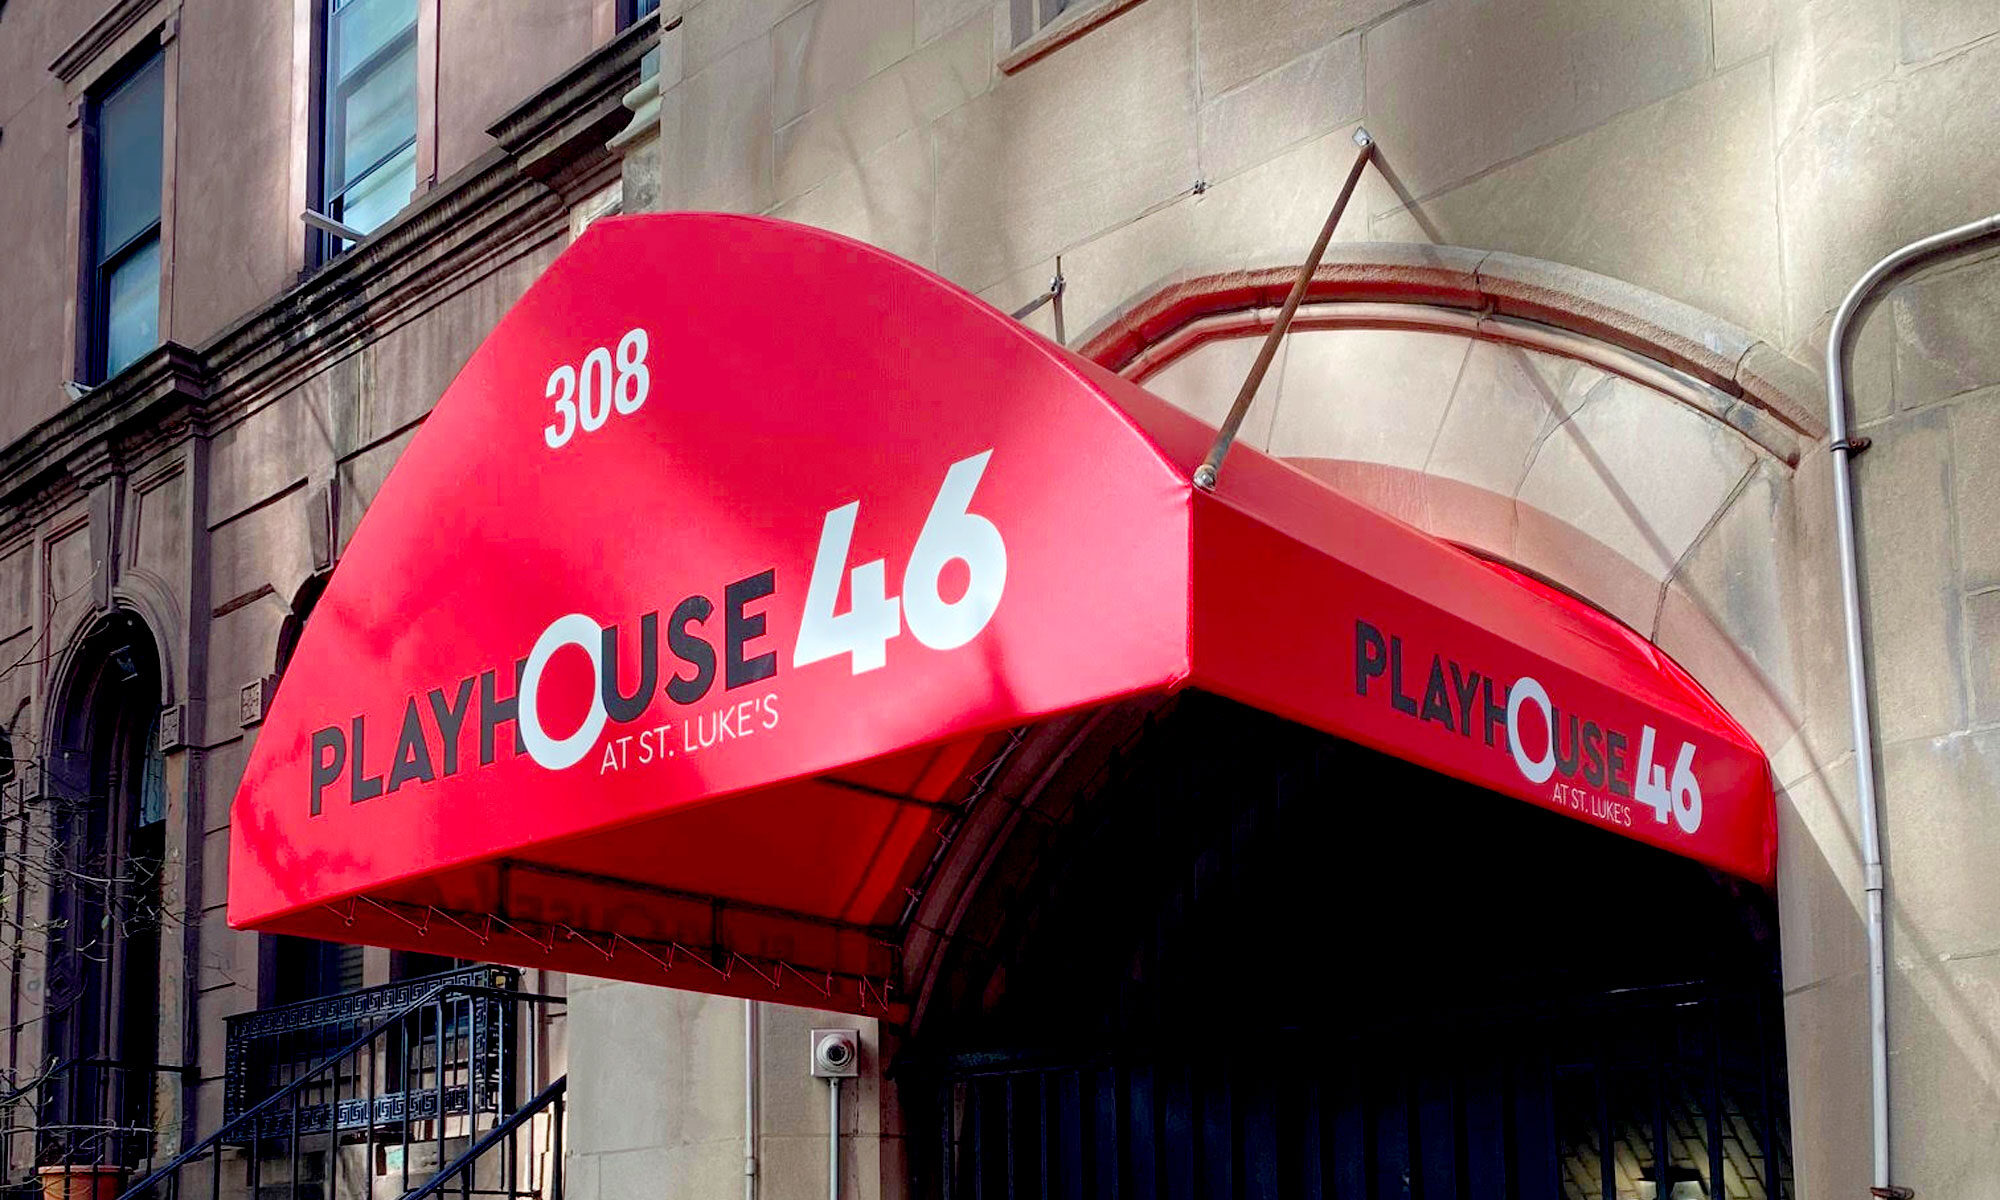 308
PLAYHOUSE 46
AT ST. LUKE'S
PLAYHOUSE 46
AT ST. LUKE'S